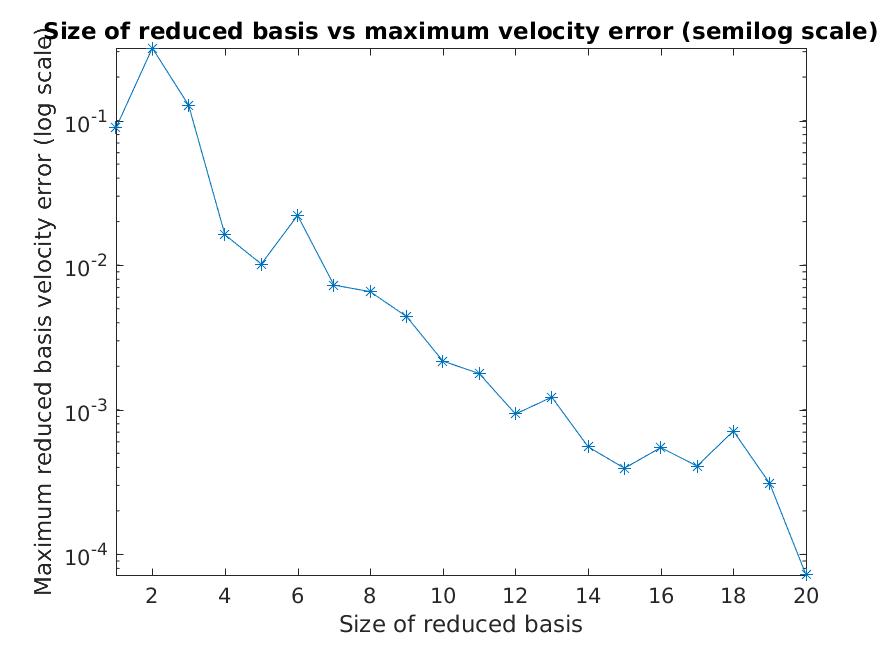 Size of reduced basis vs maximum velocity error (semilog scale)
Maximum reduced basis velocity error (log scale)
10^-1
10^-2
10^-3
10^-4
2 4 6 8 10 12 14 16 18 20
Size of reduced basis